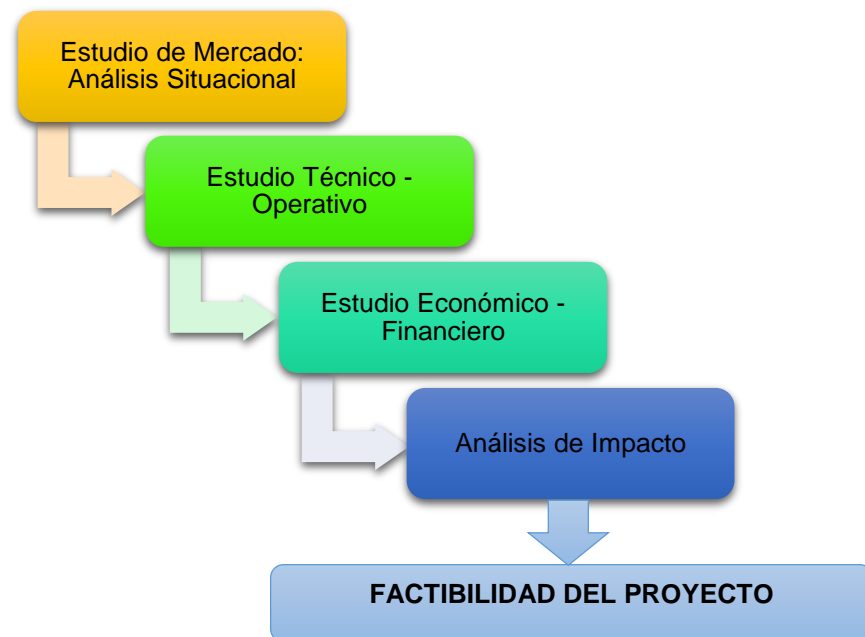 Estudio de Mercado:
Análisis Situacional
Estudio Técnico -
Operativo
Estudio Económico -
Financiero
Análisis de Impacto
FACTIBILIDAD DEL PROYECTO